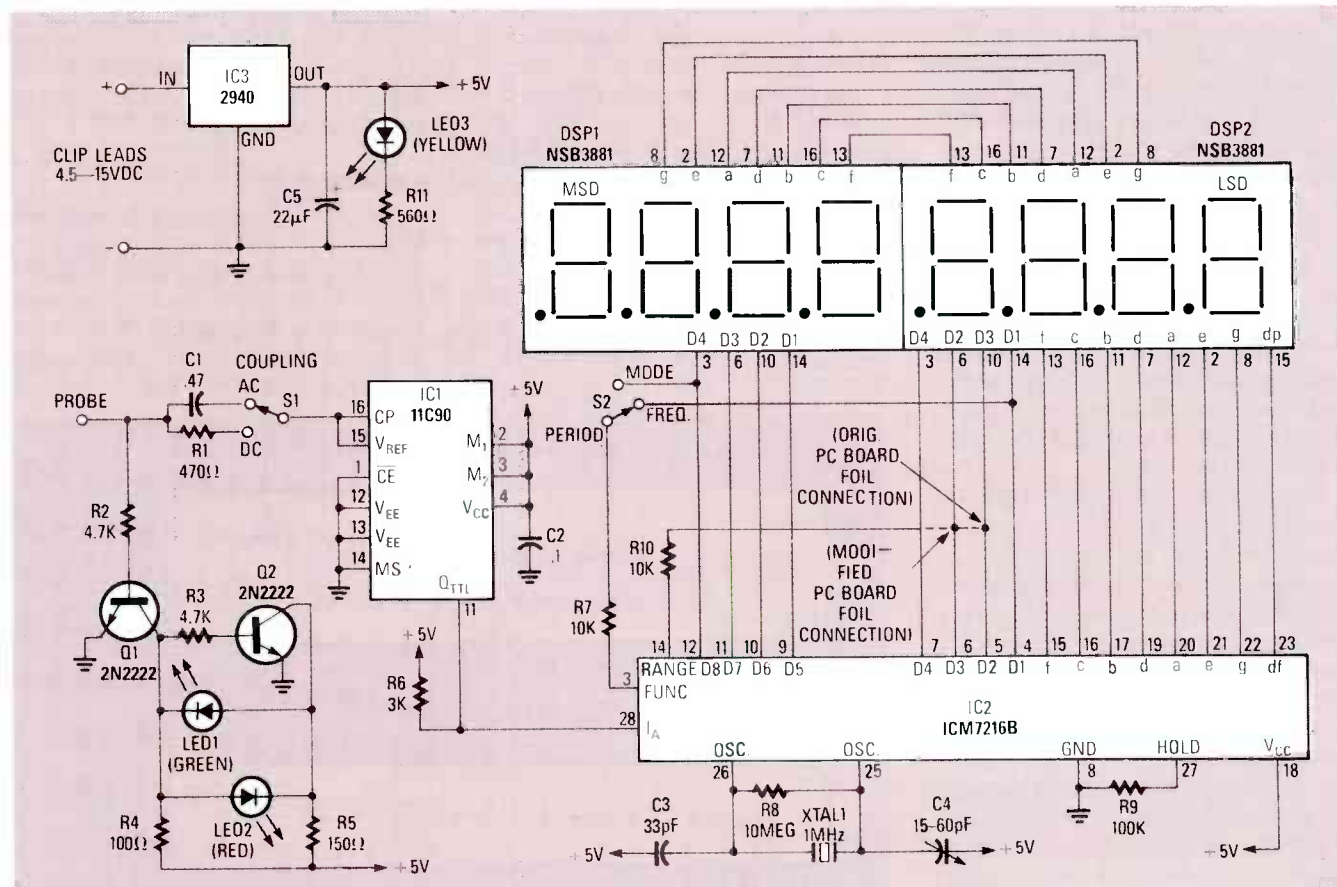 IN
IC3
2940
OUT
GND
+5V
CLIP LEADS
4.5—15VDC
+
-
C5
22µF
LEO3
(YELLOW)
R11
560Ω
DSP1
NSB3881
DSP2
NSB3881
8 2 12 7 11 16 13
g e a d b c f
13 16 11 7 12 2 8
f c b d a e g
MSD
LSD
D4 D3 D2 D1
3 6 10 14
D4 D2 D3 D1 f c b d a e g dp
3 6 10 14 13 16 11 7 12 2 8 15
PROBE
C1
.47
COUPLING
AC
S1
DC
R1
470Ω
R2
4.7K
Q1
2N2222
R3
4.7K
Q2
2N2222
LED1
(GREEN)
LEO2
(RED)
R4
100Ω
R5
150Ω
+5V
IC1
11C90
16 CP
15 VREF
1 CE
12 VEE
13 VEE
14 MS
M1 2
M2 3
VCC 4
QTTL
11
+5V
C2
.1
+5V
R6
3K
MODE
S2
FREQ.
PERIOD
R10
10K
R7
10K
(ORIG.
PC BOARD
FOIL
CONNECTION)
(MOOI-
FIED
PC BOARD
FOIL
CONNECTION)
14 12 11 10 9 7 6 5 4 15 16 17 19 20 21 22 23
RANGE D8 D7 D6 D5 D4 D3 D2 D1 f c b d a e g df
3 FUNC
28 IA
IC2
ICM7216B
OSC. OSC. GND HOLD VCC
26 25 8 27 18
R8
10MEG
XTAL1
1MHz
C3
33pF
+5V
C4
15-60pF
+5V
R9
100K
+5V